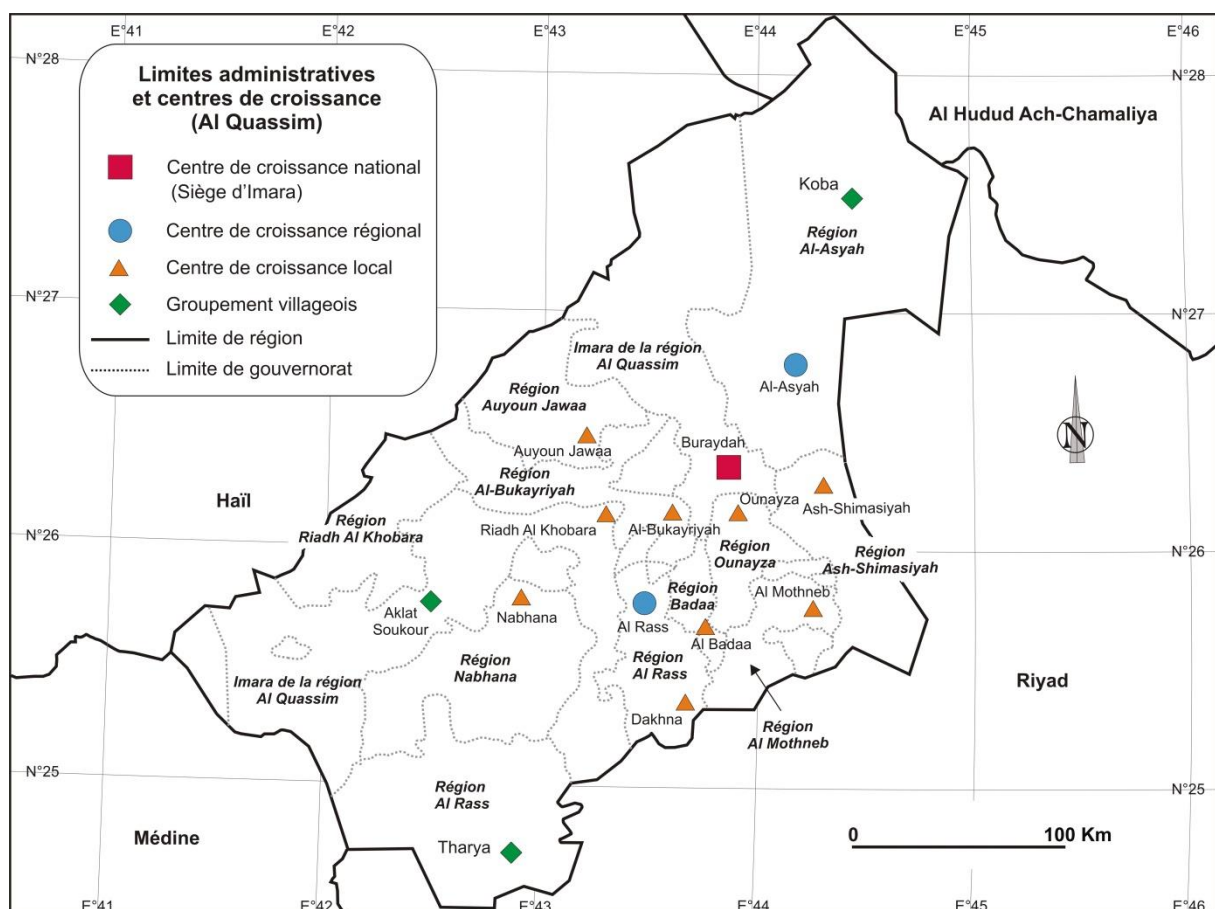 E°41
E°42
E°43
E°44
E°45
E°46
N°28
N°28
Limites administratives
et centres de croissance
(Al Quassim)
Centre de croissance national
(Siège d'Imara)
Centre de croissance régional
Centre de croissance local
Groupement villageois
Limite de région
Limite de gouvernorat
Al Hudud Ach-Chamaliya
Koba
Région
Al-Asyah
N°27
N°27
Imara de la région
Al Quassim
Al-Asyah
Région
Auyoun Jawaa
Auyoun Jawaa
Buraydah
N
Région
Al-Bukayriyah
Ounayza
Ash-Shimasiyah
Haïl
Région
Riadh Al Khobara
Riadh Al Khobara
Al-Bukayriyah
N°26
N°26
Région
Ounayza
Région
Ash-Shimasiyah
Aklat
Soukour
Nabhana
Al Rass
Région
Badaa
Al Mothneb
Al Badaa
Région
Nabhana
Région
Al Rass
Imara de la région
Al Quassim
Riyad
Dakhna
Région
Al Mothneb
N°25
N°25
Région
Al Rass
Médine
Tharya
0
100 Km
E°41
E°42
E°43
E°44
E°45
E°46